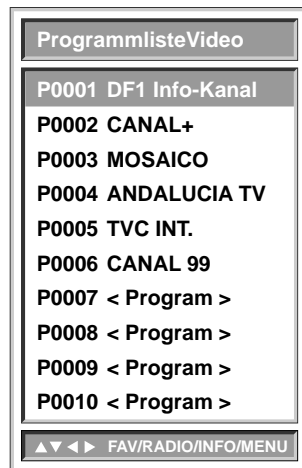 ProgrammlisteVideo
P0001 DF1 Info-Kanal
P0002 CANAL+
P0003 MOSAICO
P0004 ANDALUCIA TV
P0005 TVC INT.
P0006 CANAL 99
P0007 < Program >
P0008 < Program >
P0009 < Program >
P0010 < Program >
▲▼◄► FAV/RADIO/INFO/MENU